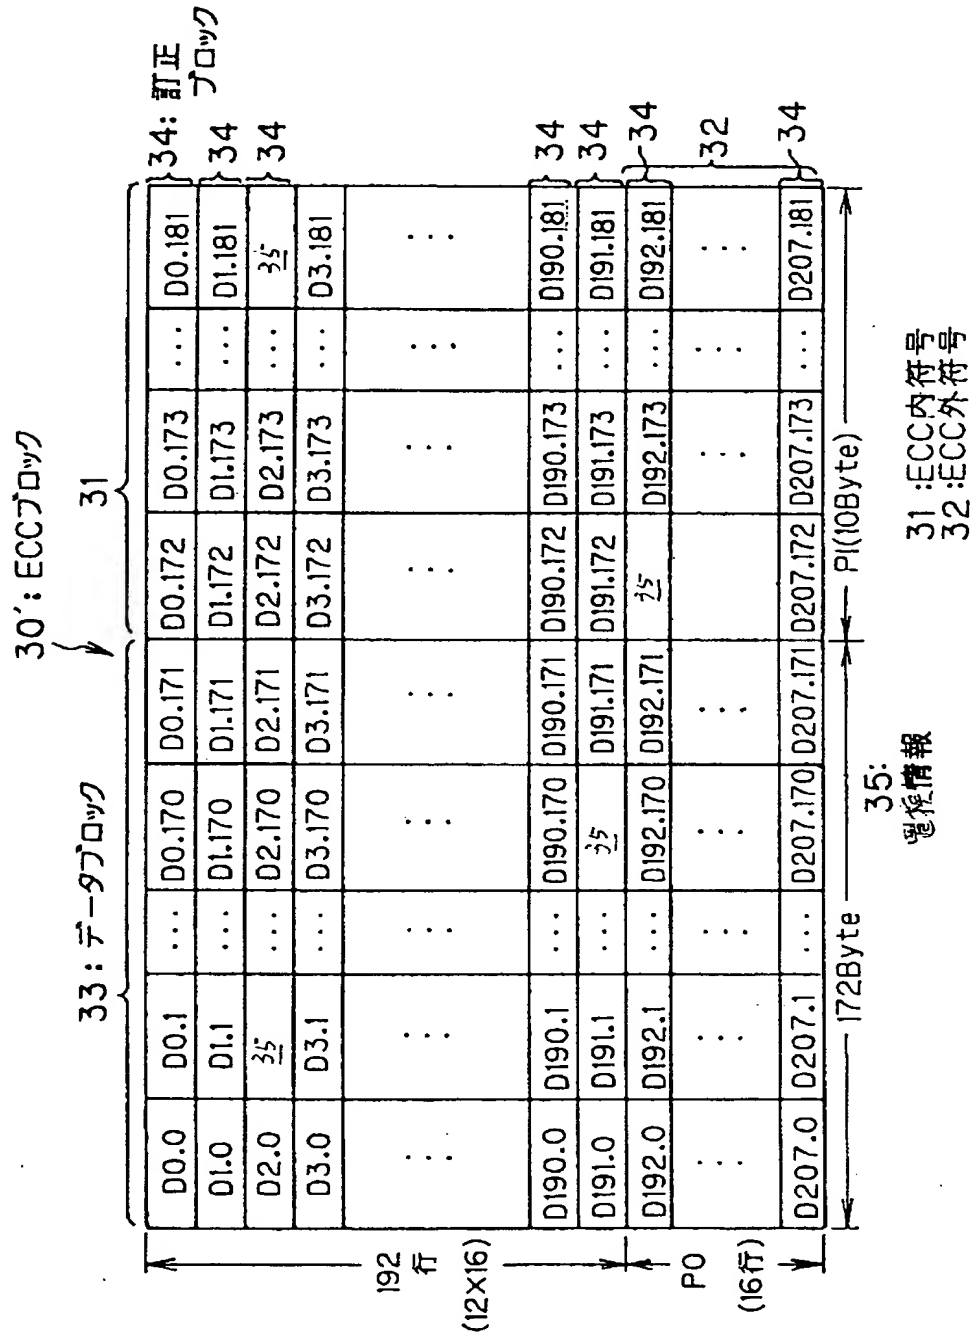 30′: ECCブロック
33: データブロック
31
D0.0 D0.1 ... D0.170 D0.171 D0.172 D0.173 ... D0.181 34: 訂正
ブロック
D1.0 D1.1 ... D1.170 D1.171 D1.172 D1.173 ... D1.181 34
D2.0 35 ... D2.170 D2.171 D2.172 D2.173 ... 35 34
D3.0 D3.1 ... D3.170 D3.171 D3.172 D3.173 ... D3.181
192
行
(12×16)
... ... ... ... ... ... ... ... ...
D190.0 D190.1 ... D190.170 D190.171 D190.172 D190.173 ... D190.181 34
D191.0 D191.1 ... 35 D191.171 D191.172 D191.173 ... D191.181 34
D192.0 D192.1 ... D192.170 D192.171 35 D192.173 ... D192.181 34
PO
(16行)
... ... ... ... ... ... ... ... ... 32
D207.0 D207.1 ... D207.170 D207.171 D207.172 D207.173 ... D207.181 34
172Byte PI(10Byte)
35:
置換情報
31:ECC内符号
32:ECC外符号